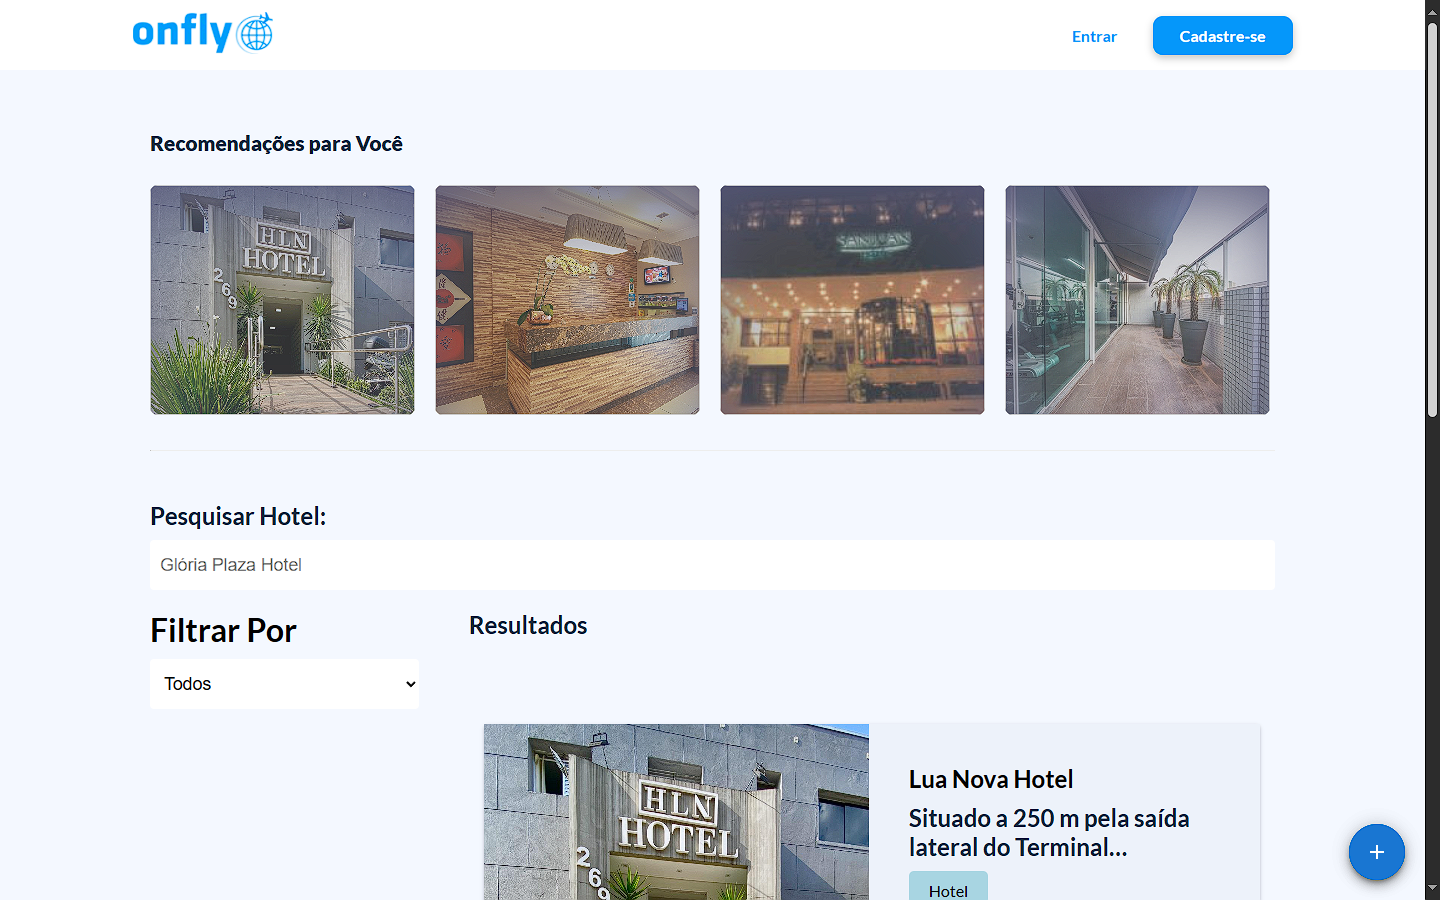 onfly
Entrar
Cadastre-se
Recomendações para Você
HLN
HOTEL
269
SAN JUAN
Pesquisar Hotel:
Glória Plaza Hotel
Filtrar Por
Resultados
Todos
HLN
HOTEL
269
Lua Nova Hotel
Situado a 250 m pela saída
lateral do Terminal...
Hotel
+